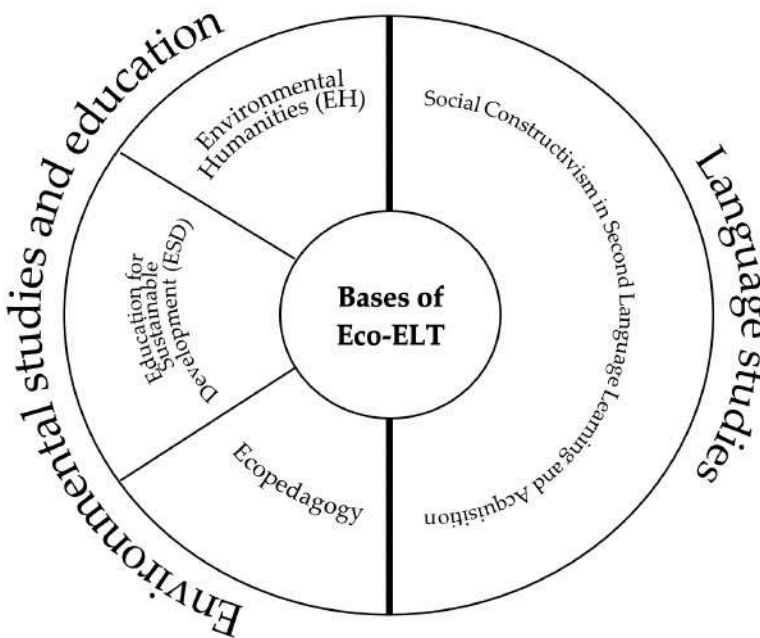 Environmental studies and education
Environmental
Humanities (EH)
Education for
Sustainable
Development (ESD)
Ecopedagogy
Bases of
Eco-ELT
Social Constructivism in Second Language Learning and Acquisition
Language studies